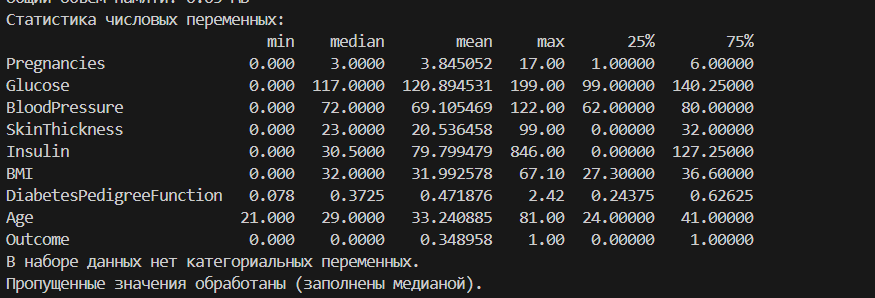 Общий объем памяти: 0.05 МБ
Статистика числовых переменных:
min median mean max 25% 75%
Pregnancies 0.000 3.0000 3.845052 17.00 1.00000 6.00000
Glucose 0.000 117.0000 120.894531 199.00 99.00000 140.25000
BloodPressure 0.000 72.0000 69.105469 122.00 62.00000 80.00000
SkinThickness 0.000 23.0000 20.536458 99.00 0.00000 32.00000
Insulin 0.000 30.5000 79.799479 846.00 0.00000 127.25000
BMI 0.000 32.0000 31.992578 67.10 27.30000 36.60000
DiabetesPedigreeFunction 0.078 0.3725 0.471876 2.42 0.24375 0.62625
Age 21.000 29.0000 33.240885 81.00 24.00000 41.00000
Outcome 0.000 0.0000 0.348958 1.00 0.00000 1.00000
В наборе данных нет категориальных переменных.
Пропущенные значения обработаны (заполнены медианой).